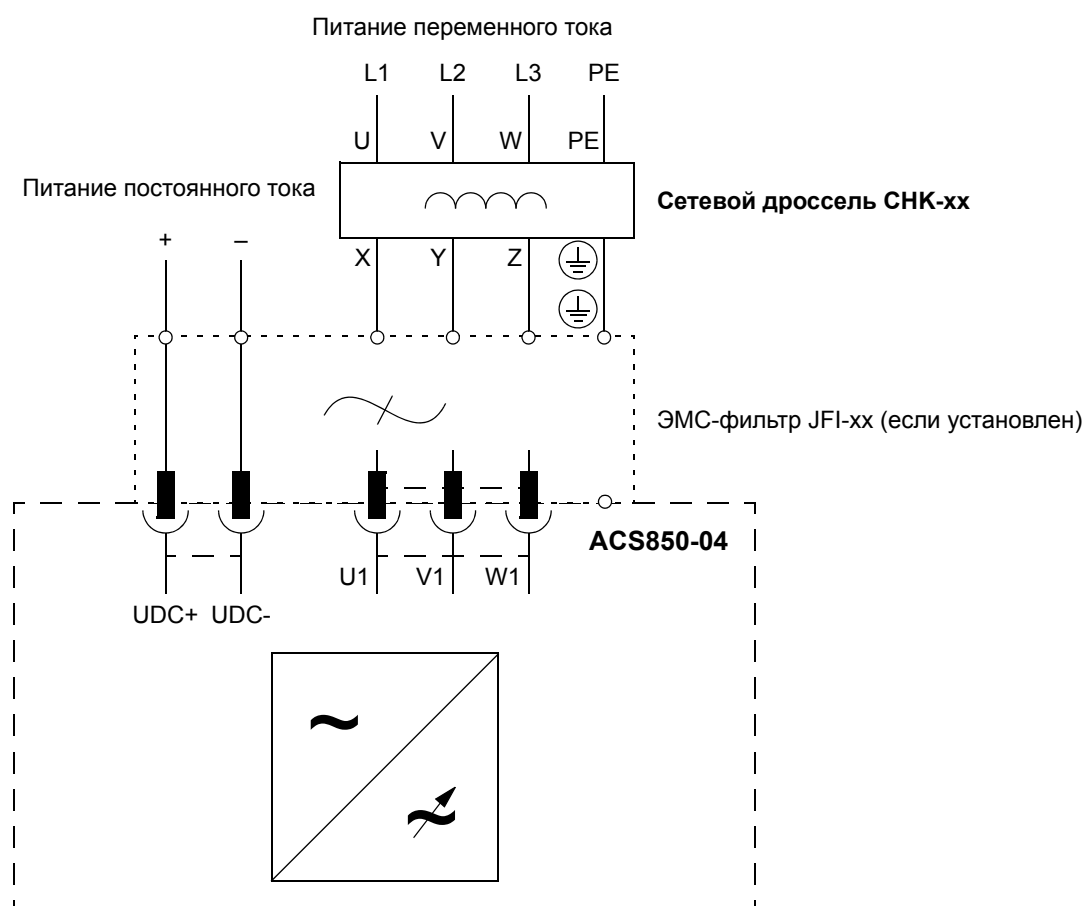 Питание переменного тока
L1 L2 L3 PE
U V W PE
Питание постоянного тока
Сетевой дроссель CHK-xx
+ –
X Y Z
ЭМС-фильтр JFI-xx (если установлен)
ACS850-04
U1 V1 W1
UDC+ UDC-